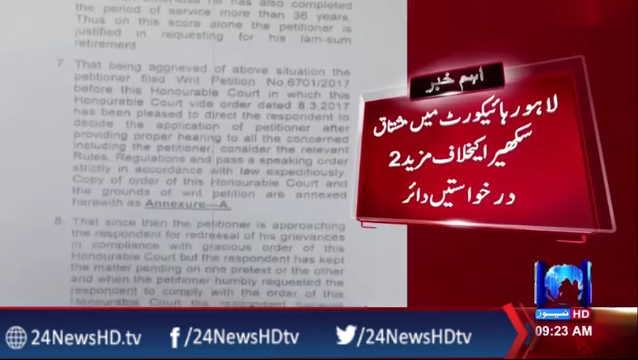 the period of service more than 36 years.
Thus on this score alone the petitioner is
justified in requesting for his lam-sum
retirement
7 That being aggrieved of above situation the
petitioner filed Writ Petition No.6701/2017
before this Honourable Court in which this
Honourable Court vide order dated 8.3.2017
has been pleased to direct the respondent to
decide the application of petitioner after
providing proper hearing to all the concerned
including the petitioner, consider the relevant
Rules, Regulations and pass a speaking order
strictly in accordance with law expeditiously.
Copy of order of this Honourable Court and
the grounds of writ petition are annexed
herewith as Annexure—A.
8. That since then the petitioner is approaching
the respondent for redressal of his grievances
in compliance with gracious order of this
Honourable Court but the respondent has kept
the matter pending on one pretext or the other
and when the petitioner humbly requested the
respondent to comply with the order of this
Honourable Court the respondent
اہم خبر
لاہور ہائیکورٹ میں مشتاق
سکھیرا کیخلاف مزید 2
درخواستیں دائر
نیوز HD
09:23 AM
24NewsHD.tv
/24NewsHDtv
/24NewsHDtv